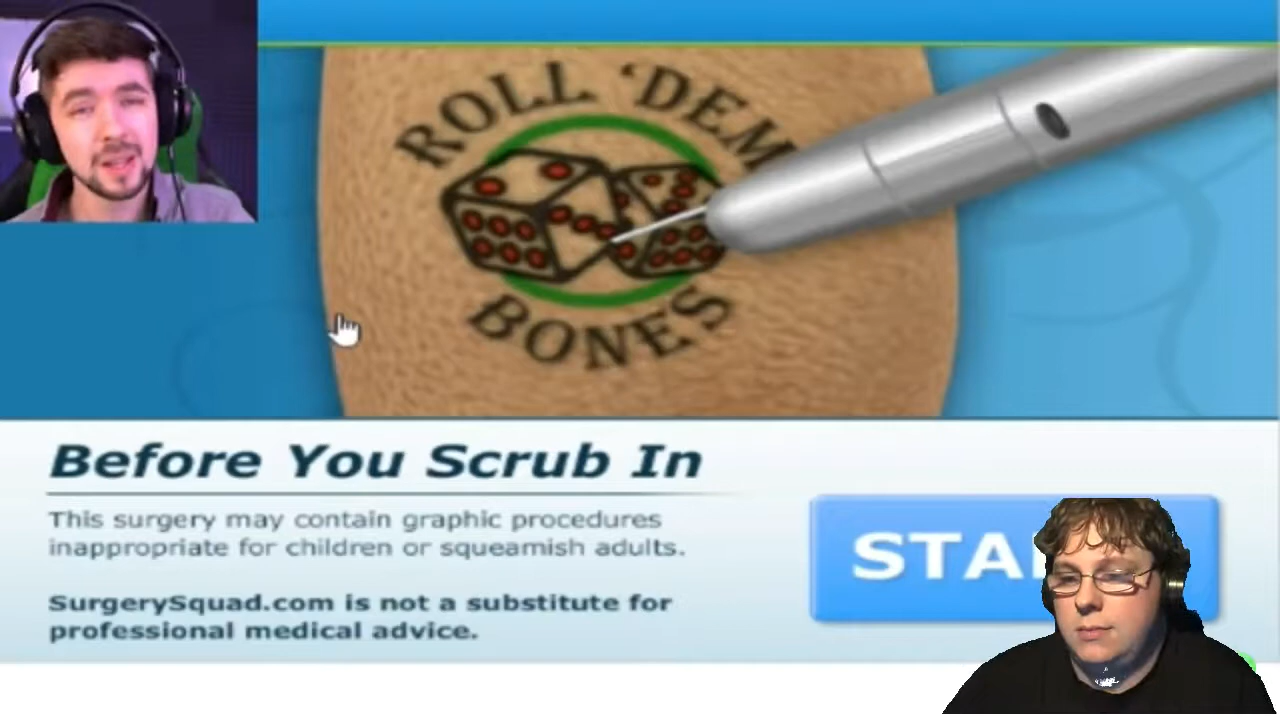 ROLL 'DEM
BONES
Before You Scrub In
This surgery may contain graphic procedures
inappropriate for children or squeamish adults.
SurgerySquad.com is not a substitute for
professional medical advice.